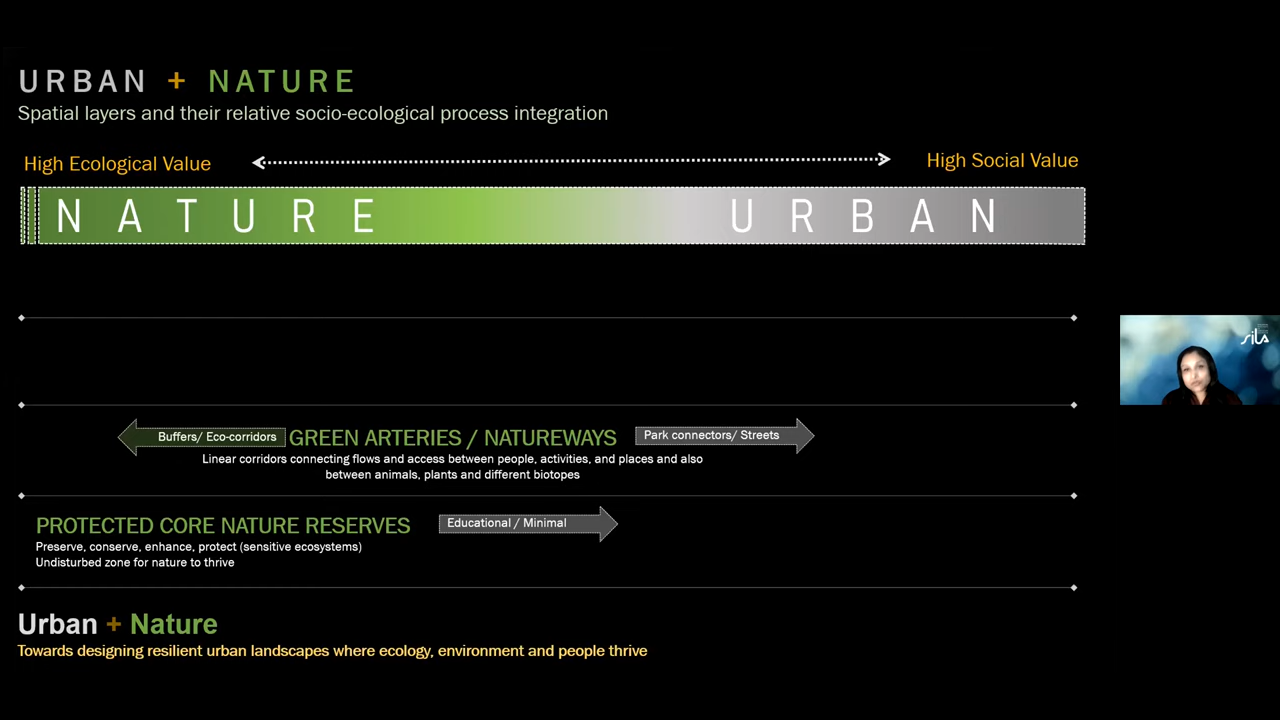 URBAN + NATURE
Spatial layers and their relative socio-ecological process integration
High Ecological Value
High Social Value
NATURE URBAN
Buffers/ Eco-corridors
GREEN ARTERIES / NATUREWAYS
Park connectors/ Streets
Linear corridors connecting flows and access between people, activities, and places and also
between animals, plants and different biotopes
PROTECTED CORE NATURE RESERVES
Educational / Minimal
Preserve, conserve, enhance, protect (sensitive ecosystems)
Undisturbed zone for nature to thrive
Urban + Nature
Towards designing resilient urban landscapes where ecology, environment and people thrive
sila